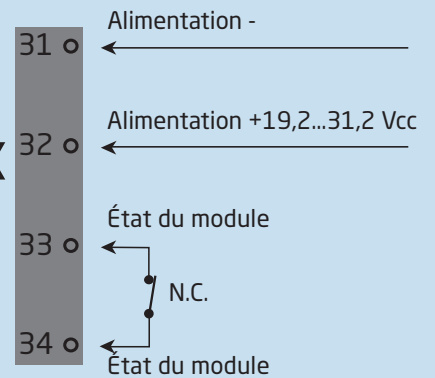 Alimentation -
31
Alimentation +19,2...31,2 Vcc
32
État du module
33
N.C.
34
État du module